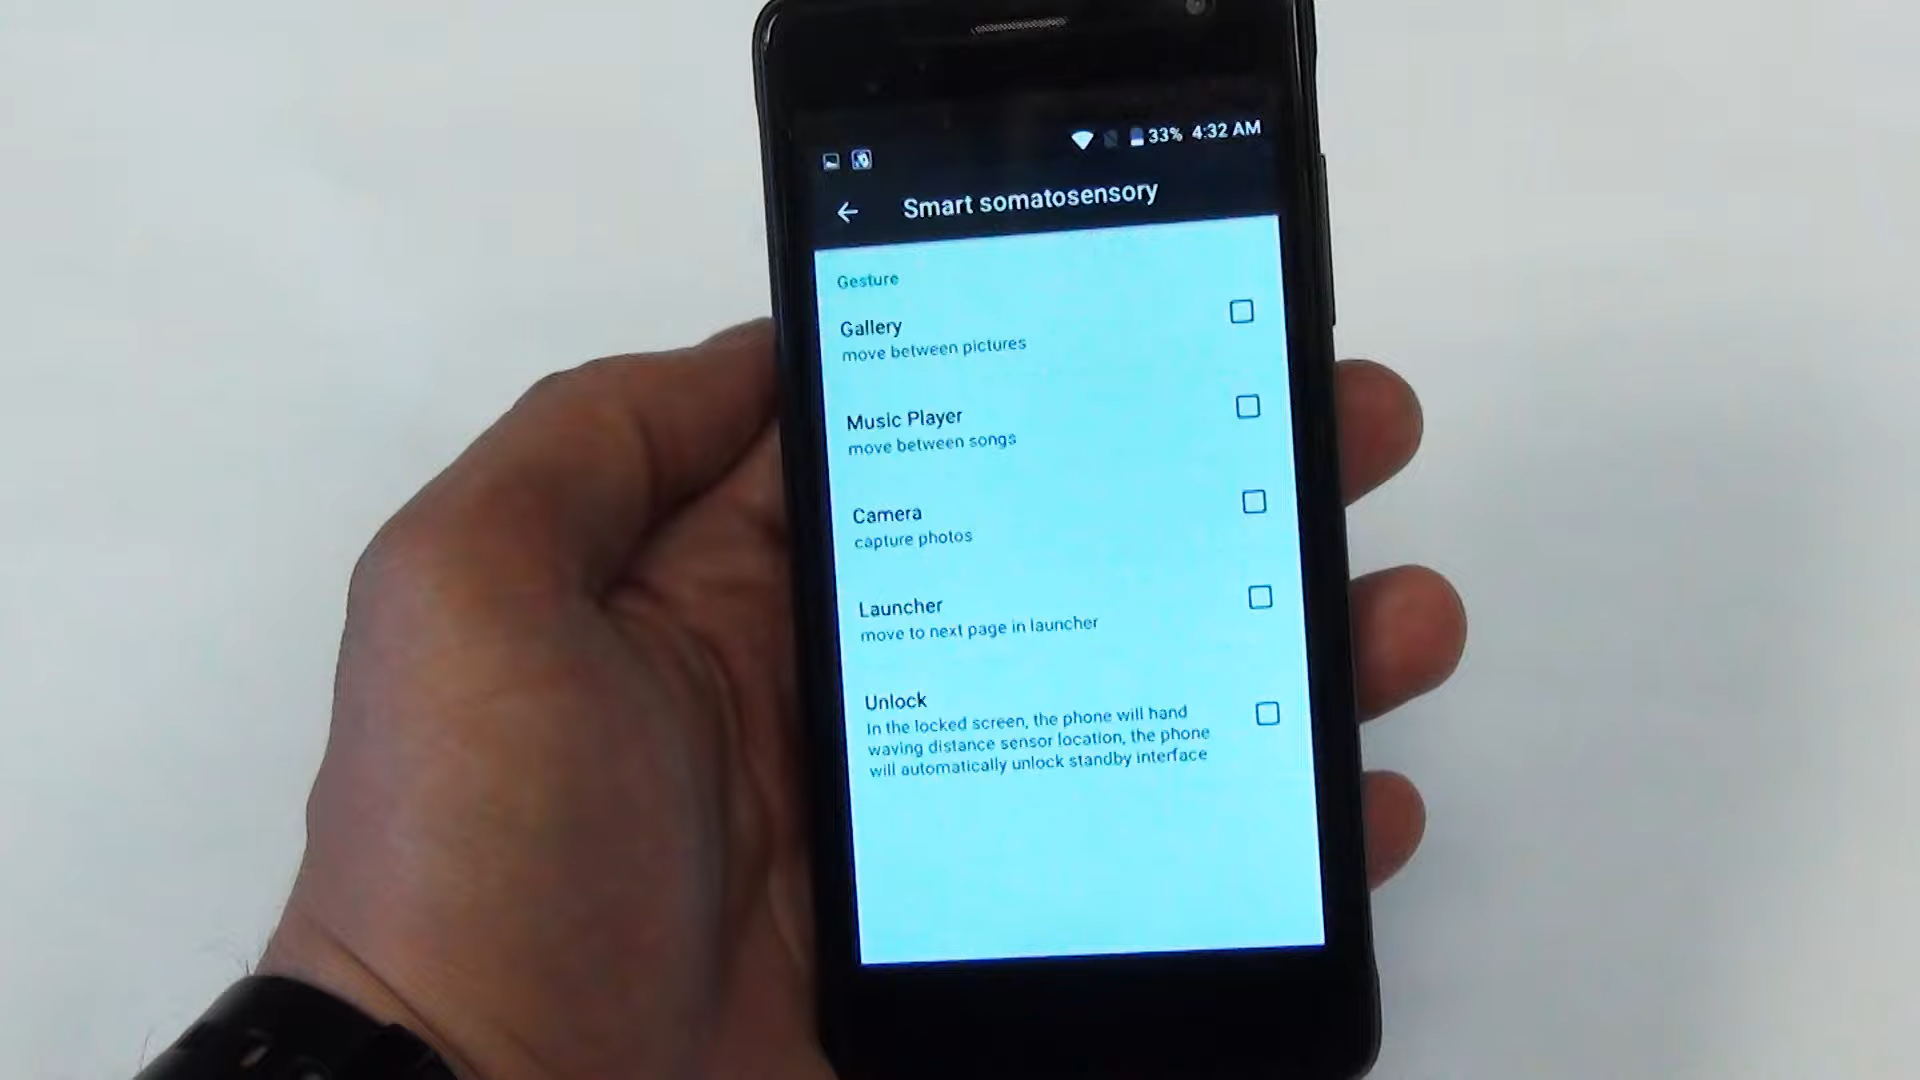 33% 4:32 AM
Smart somatosensory
Gesture
Gallery
move between pictures
Music Player
move between songs
Camera
capture photos
Launcher
move to next page in launcher
Unlock
In the locked screen, the phone will hand
waving distance sensor location, the phone
will automatically unlock standby interface